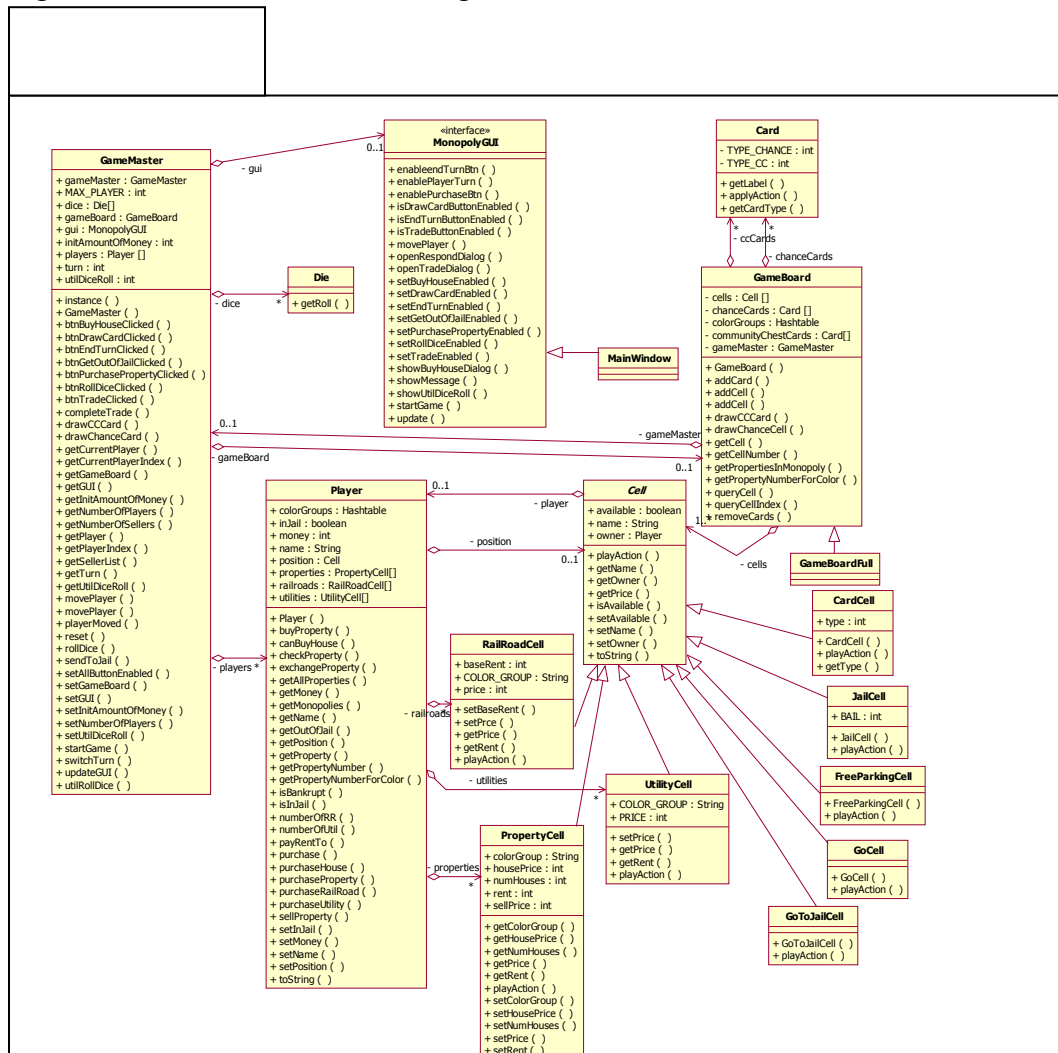 GameMaster
+ gameMaster : GameMaster
+ MAX_PLAYER : int
+ dice : Die[]
+ gameBoard : GameBoard
+ gui : MonopolyGUI
+ initAmountOfMoney : int
+ players : Player []
+ turn : int
+ utilDiceRoll : int
+ instance ( )
+ GameMaster ( )
+ btnBuyHouseClicked ( )
+ btnDrawCardClicked ( )
+ btnEndTurnClicked ( )
+ btnGetOutOfJailClicked ( )
+ btnPurchasePropertyClicked ( )
+ btnRollDiceClicked ( )
+ btnTradeClicked ( )
+ completeTrade ( )
+ drawCCCard ( )
+ drawChanceCard ( )
+ getCurrentPlayer ( )
+ getCurrentPlayerIndex ( )
+ getGameBoard ( )
+ getGUI ( )
+ getInitAmountOfMoney ( )
+ getNumberOfPlayers ( )
+ getNumberOfSellers ( )
+ getPlayer ( )
+ getPlayerIndex ( )
+ getSellerList ( )
+ getTurn ( )
+ getUtilDiceRoll ( )
+ movePlayer ( )
+ movePlayer ( )
+ playerMoved ( )
+ reset ( )
+ rollDice ( )
+ sendToJail ( )
+ setAllButtonEnabled ( )
+ setGameBoard ( )
+ setGUI ( )
+ setInitAmountOfMoney ( )
+ setNumberOfPlayers ( )
+ setUtilDiceRoll ( )
+ startGame ( )
+ switchTurn ( )
+ updateGUI ( )
+ utilRollDice ( )
- gui
0..1
- dice
*
Die
+ getRoll ( )
«interface»
MonopolyGUI
+ enableendTurnBtn ( )
+ enablePlayerTurn ( )
+ enablePurchaseBtn ( )
+ isDrawCardButtonEnabled ( )
+ isEndTurnButtonEnabled ( )
+ isTradeButtonEnabled ( )
+ movePlayer ( )
+ openRespondDialog ( )
+ openTradeDialog ( )
+ setBuyHouseEnabled ( )
+ setDrawCardEnabled ( )
+ setEndTurnEnabled ( )
+ setGetOutOfJailEnabled ( )
+ setPurchasePropertyEnabled ( )
+ setRollDiceEnabled ( )
+ setTradeEnabled ( )
+ showBuyHouseDialog ( )
+ showMessage ( )
+ showUtilDiceRoll ( )
+ startGame ( )
+ update ( )
MainWindow
Card
- TYPE_CHANCE : int
- TYPE_CC : int
+ getLabel ( )
+ applyAction ( )
+ getCardType ( )
*
*
- ccCards
- chanceCards
GameBoard
- cells : Cell []
- chanceCards : Card []
- colorGroups : Hashtable
- communityChestCards : Card[]
- gameMaster : GameMaster
+ GameBoard ( )
+ addCard ( )
+ addCell ( )
+ addCell ( )
+ drawCCCard ( )
+ drawChanceCell ( )
+ getCell ( )
+ getCellNumber ( )
+ getPropertiesInMonopoly ( )
+ getPropertyNumberForColor ( )
+ queryCell ( )
+ queryCellIndex ( )
+ removeCards ( )
0..1
- gameMaster
- gameBoard
0..1
1..*
- cells
GameBoardFull
Player
+ colorGroups : Hashtable
+ inJail : boolean
+ money : int
+ name : String
+ position : Cell
+ properties : PropertyCell[]
+ railroads : RailRoadCell[]
+ utilities : UtilityCell[]
+ Player ( )
+ buyProperty ( )
+ canBuyHouse ( )
+ checkProperty ( )
+ exchangeProperty ( )
+ getAllProperties ( )
+ getMoney ( )
+ getMonopolies ( )
+ getName ( )
+ getOutOfJail ( )
+ getPosition ( )
+ getProperty ( )
+ getPropertyNumber ( )
+ getPropertyNumberForColor ( )
+ isBankrupt ( )
+ isInJail ( )
+ numberOfRR ( )
+ numberOfUtil ( )
+ payRentTo ( )
+ purchase ( )
+ purchaseHouse ( )
+ purchaseProperty ( )
+ purchaseRailRoad ( )
+ purchaseUtility ( )
+ sellProperty ( )
+ setInJail ( )
+ setMoney ( )
+ setName ( )
+ setPosition ( )
+ toString ( )
- players *
0..1
- player
- position
0..1
Cell
+ available : boolean
+ name : String
+ owner : Player
+ playAction ( )
+ getName ( )
+ getOwner ( )
+ getPrice ( )
+ isAvailable ( )
+ setAvailable ( )
+ setName ( )
+ setOwner ( )
+ toString ( )
RailRoadCell
+ baseRent : int
+ COLOR_GROUP : String
+ price : int
+ setBaseRent ( )
+ setPrce ( )
+ getPrice ( )
+ getRent ( )
+ playAction ( )
- railroads
- utilities
*
UtilityCell
+ COLOR_GROUP : String
+ PRICE : int
+ setPrice ( )
+ getPrice ( )
+ getRent ( )
+ playAction ( )
- properties
*
PropertyCell
+ colorGroup : String
+ housePrice : int
+ numHouses : int
+ rent : int
+ sellPrice : int
+ getColorGroup ( )
+ getHousePrice ( )
+ getNumHouses ( )
+ getPrice ( )
+ getRent ( )
+ playAction ( )
+ setColorGroup ( )
+ setHousePrice ( )
+ setNumHouses ( )
+ setPrice ( )
+ setRent ( )
CardCell
+ type : int
+ CardCell ( )
+ playAction ( )
+ getType ( )
JailCell
+ BAIL : int
+ JailCell ( )
+ playAction ( )
FreeParkingCell
+ FreeParkingCell ( )
+ playAction ( )
GoCell
+ GoCell ( )
+ playAction ( )
GoToJailCell
+ GoToJailCell ( )
+ playAction ( )